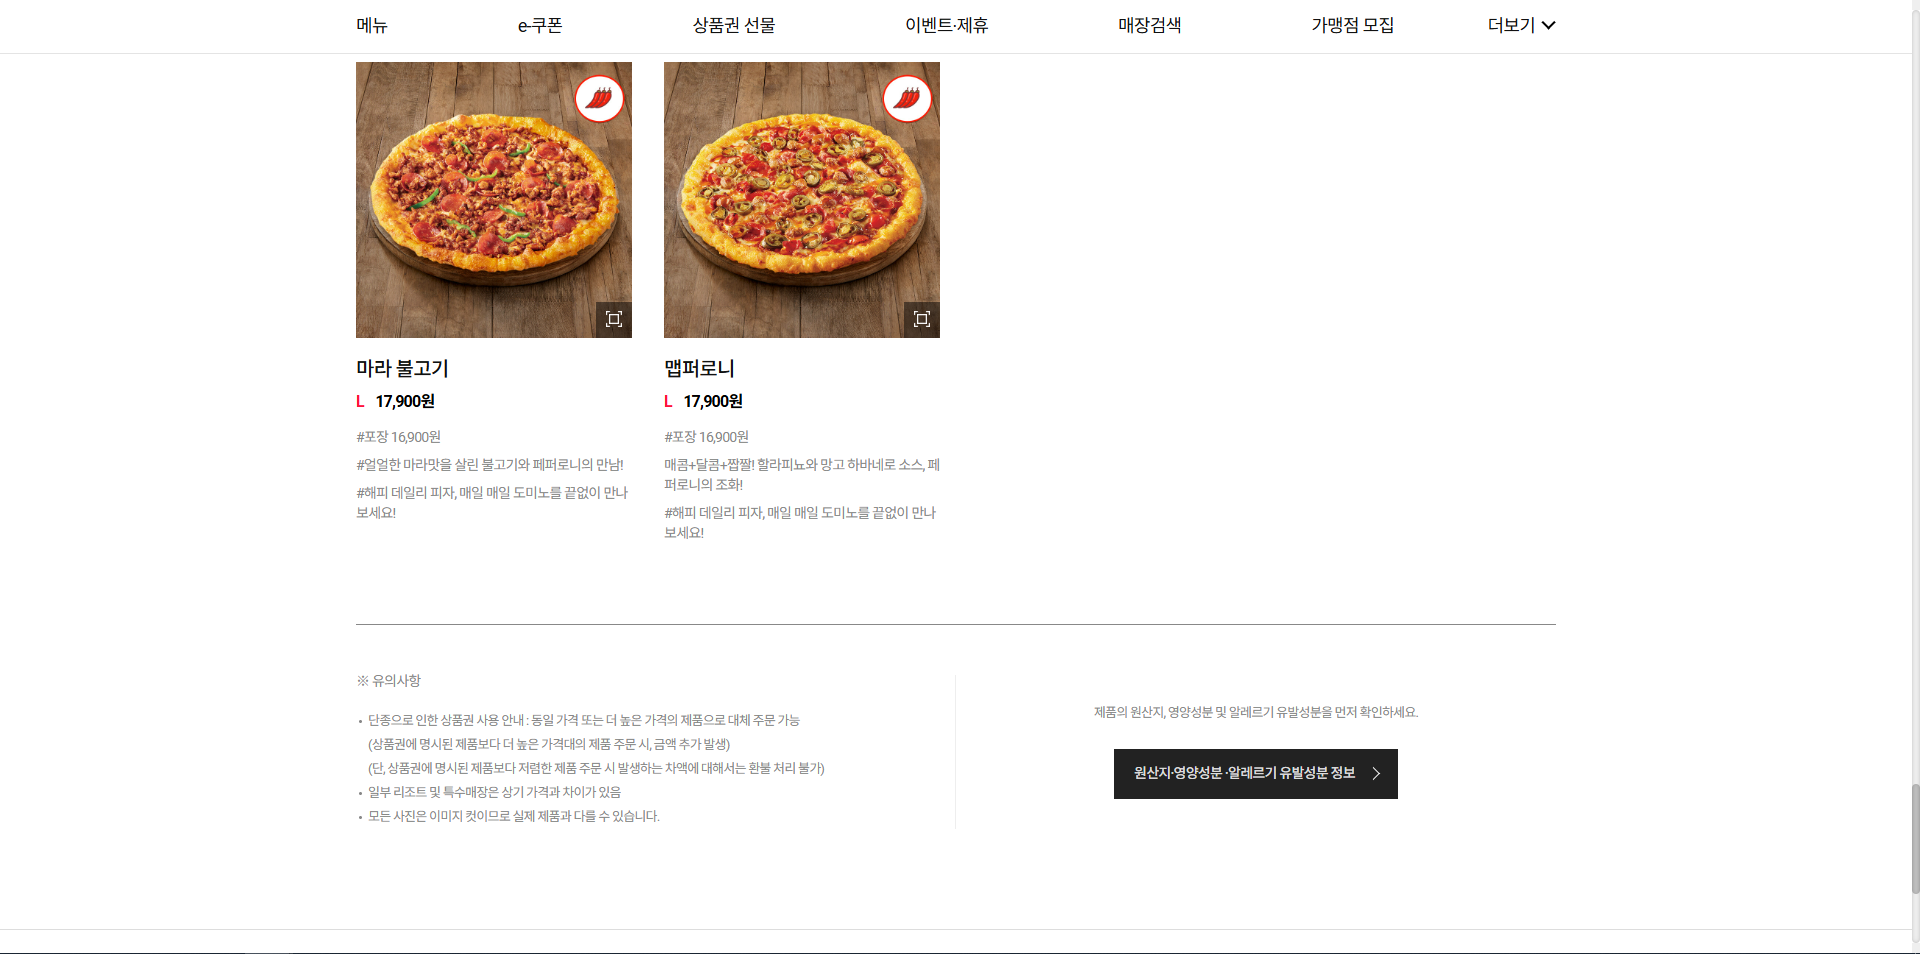 메뉴
e-쿠폰
상품권 선물
이벤트·제휴
매장검색
가맹점 모집
더보기
마라 불고기
L 17,900원
#포장 16,900원
#얼얼한 마라맛을 살린 불고기와 페퍼로니의 만남!
#해피 데일리 피자, 매일 매일 도미노를 끝없이 만나
보세요!
맵퍼로니
L 17,900원
#포장 16,900원
매콤+달콤+짭짤! 할라피뇨와 망고 하바네로 소스, 페
퍼로니의 조화!
#해피 데일리 피자, 매일 매일 도미노를 끝없이 만나
보세요!
※ 유의사항
• 단종으로 인한 상품권 사용 안내 : 동일 가격 또는 더 높은 가격의 제품으로 대체 주문 가능
(상품권에 명시된 제품보다 더 높은 가격대의 제품 주문 시, 금액 추가 발생)
(단, 상품권에 명시된 제품보다 저렴한 제품 주문 시 발생하는 차액에 대해서는 환불 처리 불가)
• 일부 리조트 및 특수매장은 상기 가격과 차이가 있음
• 모든 사진은 이미지 컷이므로 실제 제품과 다를 수 있습니다.
제품의 원산지, 영양성분 및 알레르기 유발성분을 먼저 확인하세요.
원산지·영양성분 ·알레르기 유발성분 정보